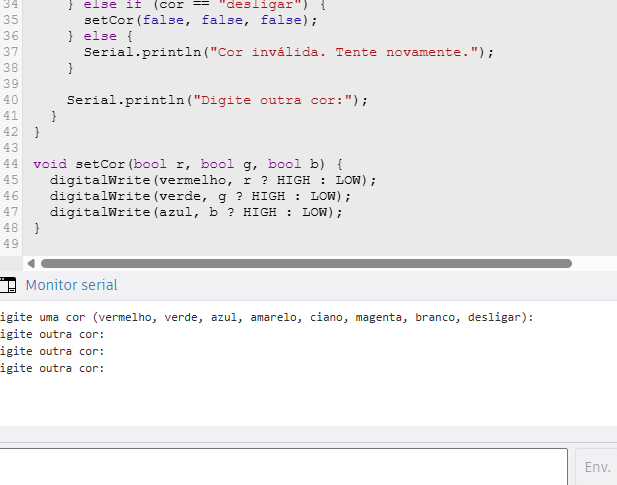 34 } else if (cor == "desligar") {
35 setCor(false, false, false);
36 } else {
37 Serial.println("Cor inválida. Tente novamente.");
38 }
39
40 Serial.println("Digite outra cor:");
41 }
42 }
43
44 void setCor(bool r, bool g, bool b) {
45 digitalWrite(vermelho, r ? HIGH : LOW);
46 digitalWrite(verde, g ? HIGH : LOW);
47 digitalWrite(azul, b ? HIGH : LOW);
48 }
49
Monitor serial
igite uma cor (vermelho, verde, azul, amarelo, ciano, magenta, branco, desligar):
igite outra cor:
igite outra cor:
igite outra cor:
Env.